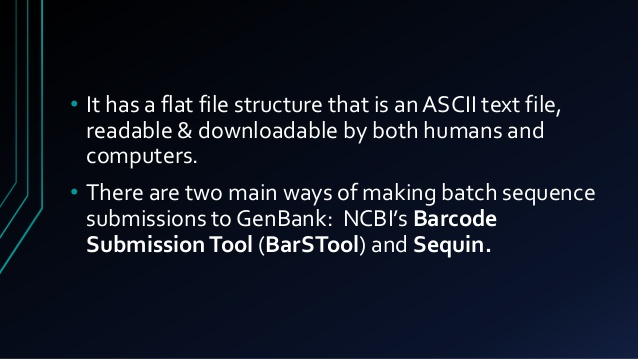 • It has a flat file structure that is an ASCII text file,
readable & downloadable by both humans and
computers.
• There are two main ways of making batch sequence
submissions to GenBank:  NCBI’s Barcode
Submission Tool (BarSTool) and Sequin.